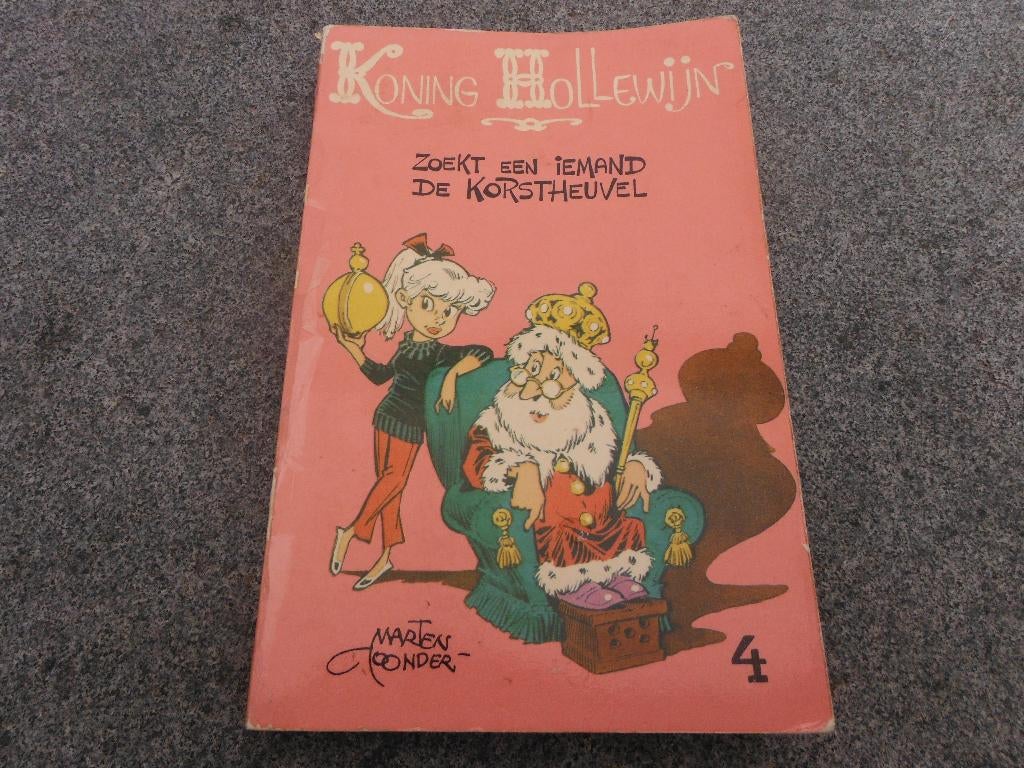 Koning Hollewijn
ZOEKT EEN IEMAND
DE KORSTHEUVEL
MARTEN
TOONDER
4